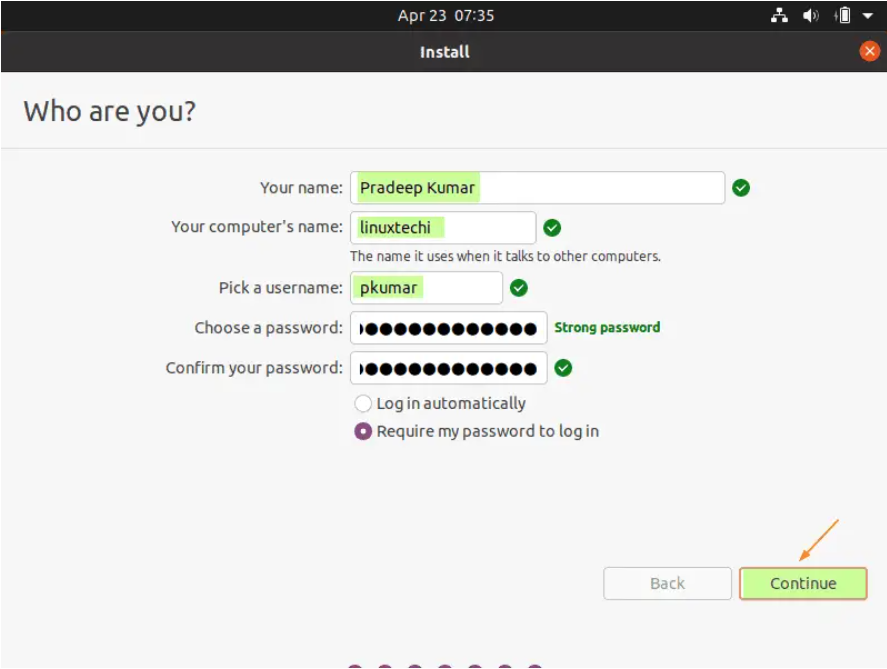 Apr 23 07:35
Install
Who are you?
Your name: Pradeep Kumar
Your computer's name: linuxtechi
The name it uses when it talks to other computers.
Pick a username: pkumar
Choose a password: Strong password
Confirm your password:
Log in automatically
Require my password to log in
Back Continue